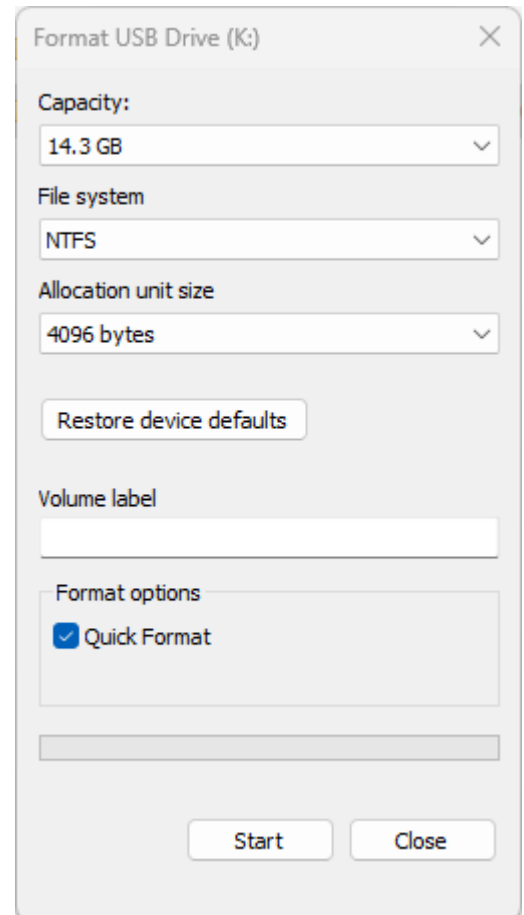 Format USB Drive (K:)
Capacity:
14.3 GB
File system
NTFS
Allocation unit size
4096 bytes
Restore device defaults
Volume label
Format options
Quick Format
Start Close